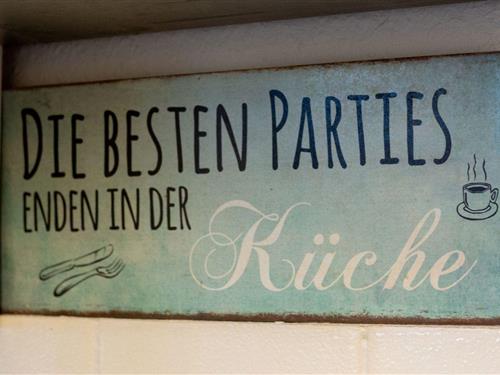 DIE BESTEN PARTIES
ENDEN IN DER
Küche